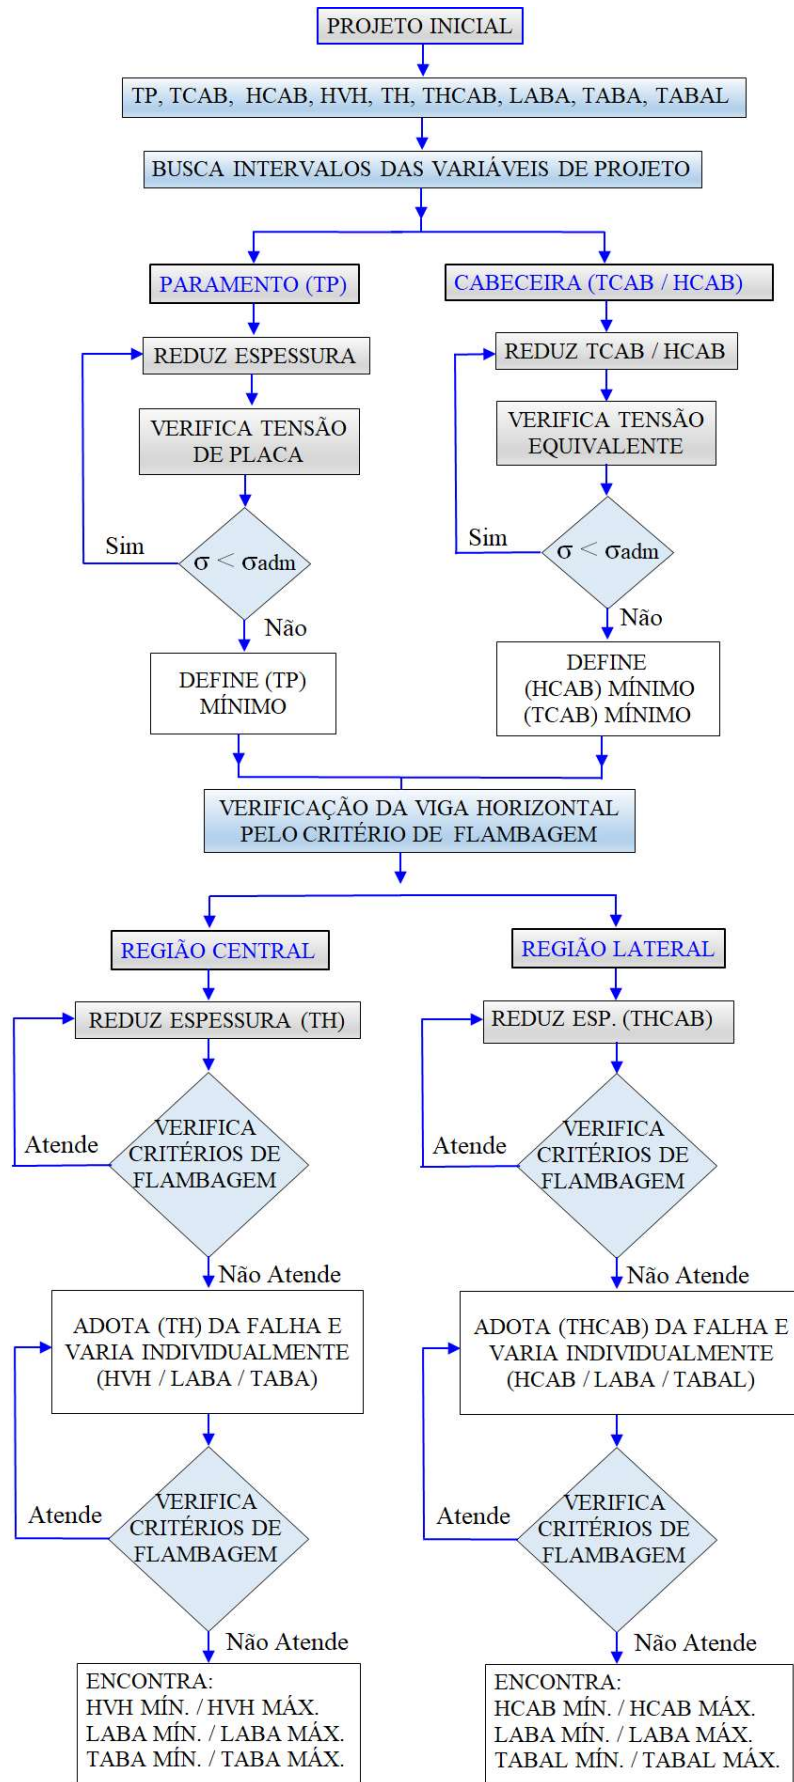 PROJETO INICIAL
TP, TCAB, HCAB, HVH, TH, THCAB, LABA, TABA, TABAL
BUSCA INTERVALOS DAS VARIÁVEIS DE PROJETO
PARAMENTO (TP)
REDUZ ESPESSURA
VERIFICA TENSÃO
DE PLACA
Sim
σ < σadm
Não
DEFINE (TP)
MÍNIMO
CABECEIRA (TCAB / HCAB)
REDUZ TCAB / HCAB
VERIFICA TENSÃO
EQUIVALENTE
Sim
σ < σadm
Não
DEFINE
(HCAB) MÍNIMO
(TCAB) MÍNIMO
VERIFICAÇÃO DA VIGA HORIZONTAL
PELO CRITÉRIO DE FLAMBAGEM
REGIÃO CENTRAL
REDUZ ESPESSURA (TH)
Atende
VERIFICA
CRITÉRIOS DE
FLAMBAGEM
Não Atende
ADOTA (TH) DA FALHA E
VARIA INDIVIDUALMENTE
(HVH / LABA / TABA)
Atende
VERIFICA
CRITÉRIOS DE
FLAMBAGEM
Não Atende
ENCONTRA:
HVH MÍN. / HVH MÁX.
LABA MÍN. / LABA MÁX.
TABA MÍN. / TABA MÁX.
REGIÃO LATERAL
REDUZ ESP. (THCAB)
Atende
VERIFICA
CRITÉRIOS DE
FLAMBAGEM
Não Atende
ADOTA (THCAB) DA FALHA E
VARIA INDIVIDUALMENTE
(HCAB / LABA / TABAL)
Atende
VERIFICA
CRITÉRIOS DE
FLAMBAGEM
Não Atende
ENCONTRA:
HCAB MÍN. / HCAB MÁX.
LABA MÍN. / LABA MÁX.
TABAL MÍN. / TABAL MÁX.